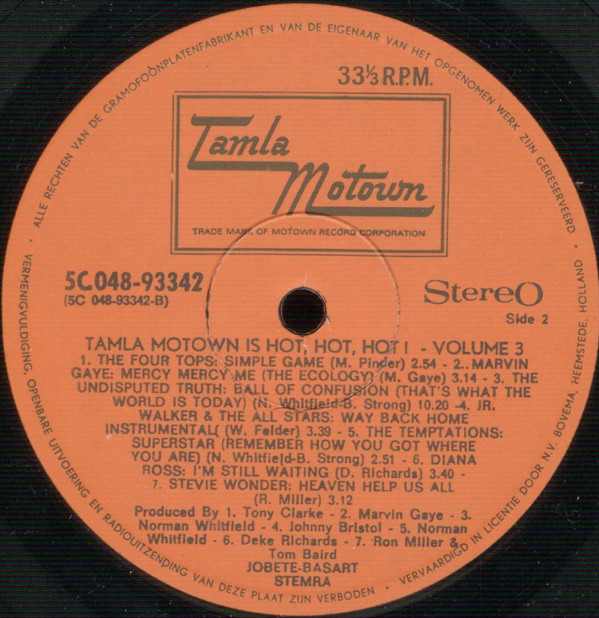 · ALLE RECHTEN VAN DE GRAMOFOONPLATENFABRIKANT EN VAN DE EIGENAAR VAN HET OPGENOMEN WERK ZIJN GERESERVEERD ·
33⅓ R.P.M.
Tamla
Motown
TRADE MARK OF MOTOWN RECORD CORPORATION
5C 048-93342
(5C 048-93342-B)
StereO
Side 2
TAMLA MOTOWN IS HOT, HOT, HOT! - VOLUME 3
1. THE FOUR TOPS: SIMPLE GAME (M. Pinder) 2.54 - 2. MARVIN
GAYE: MERCY MERCY ME (THE ECOLOGY) (M. Gaye) 3.14 - 3. THE
UNDISPUTED TRUTH: BALL OF CONFUSION (THAT'S WHAT THE
WORLD IS TODAY) (N. Whitfield-B. Strong) 10.20 -4. JR.
WALKER & THE ALL STARS: WAY BACK HOME
INSTRUMENTAL( (W. Felder) 3.39 - 5. THE TEMPTATIONS:
SUPERSTAR (REMEMBER HOW YOU GOT WHERE
YOU ARE) (N. Whitfield-B. Strong) 2.51 - 6. DIANA
ROSS: I'M STILL WAITING (D. Richards) 3.40 -
7. STEVIE WONDER: HEAVEN HELP US ALL
(R. Miller) 3.12
Produced By 1. Tony Clarke - 2. Marvin Gaye - 3.
Norman Whitfield - 4. Johnny Bristol - 5. Norman
Whitfield - 6. Deke Richards - 7. Ron Miller &
Tom Baird
JOBETE-BASART
STEMRA
· VERMENIGVULDIGING, OPENBARE UITVOERING EN RADIOUITZENDING VAN DEZE PLAAT ZIJN VERBODEN · VERVAARDIGD IN LICENTIE DOOR N.V. BOVEMA, HEEMSTEDE, HOLLAND ·